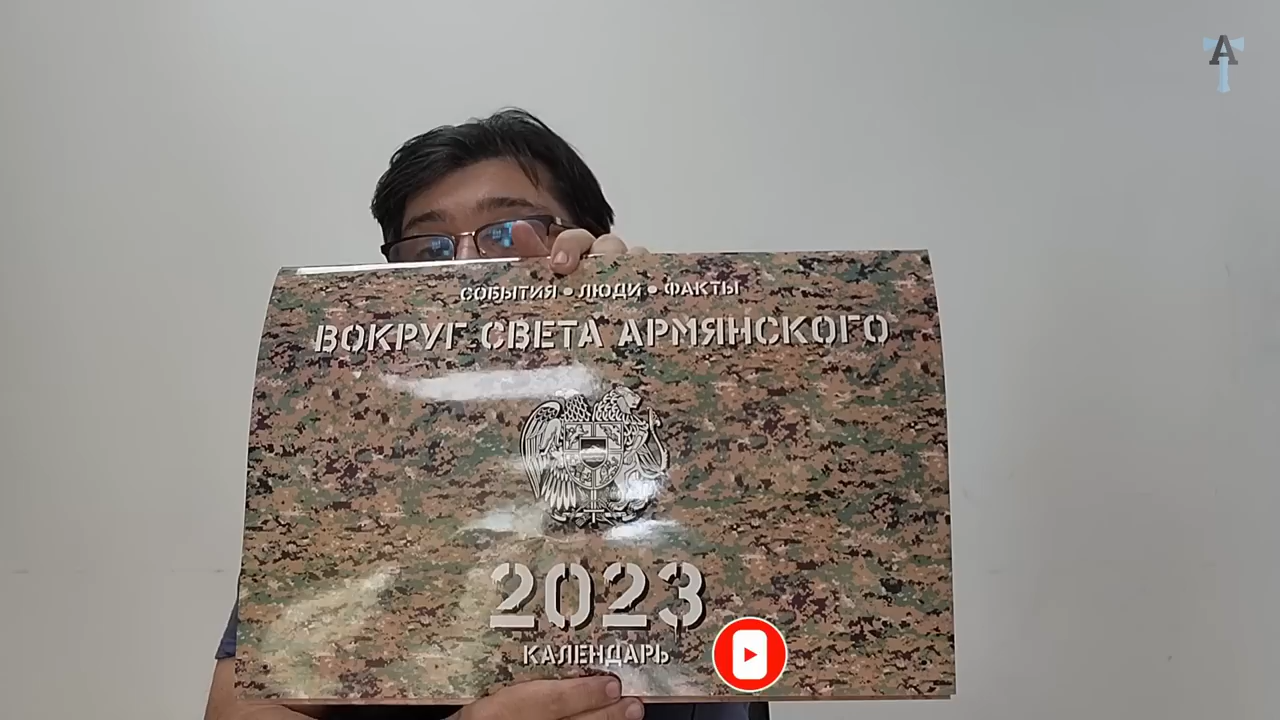 СОБЫТИЯ • ЛЮДИ • ФАКТЫ
ВОКРУГ СВЕТА АРМЯНСКОГО
2023
КАЛЕНДАРЬ
A